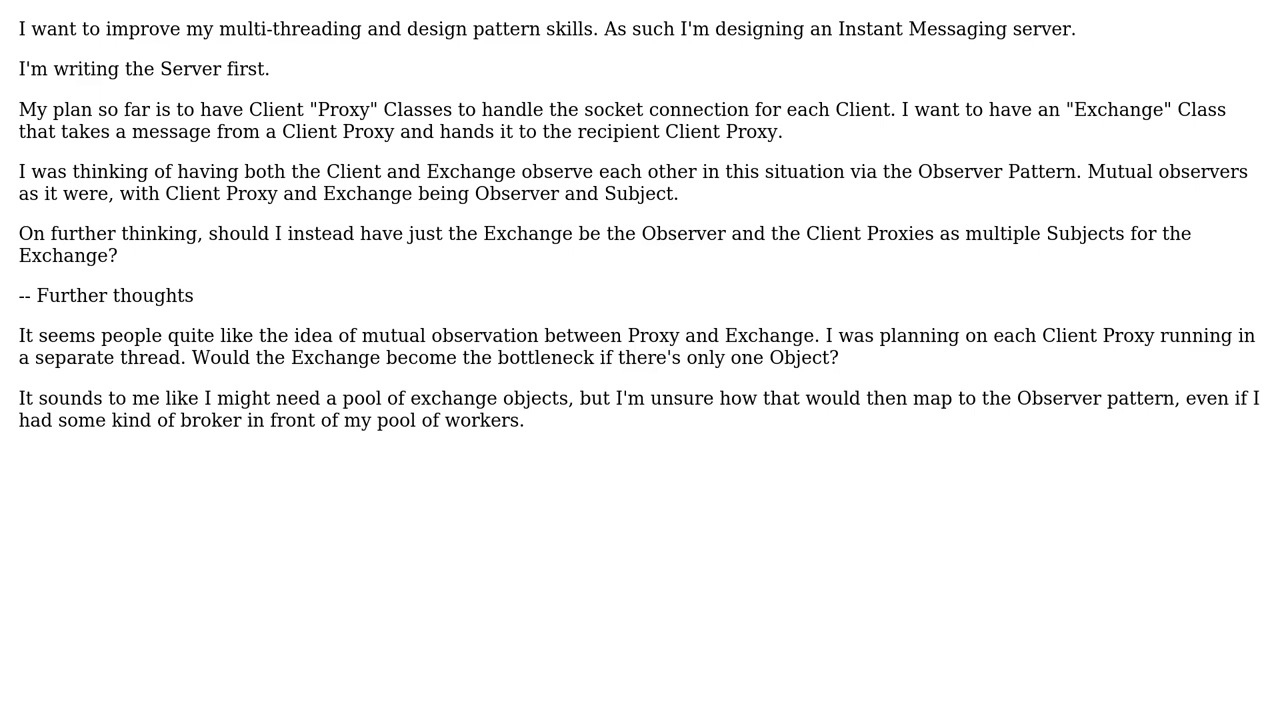 I want to improve my multi-threading and design pattern skills. As such I'm designing an Instant Messaging server.
I'm writing the Server first.
My plan so far is to have Client "Proxy" Classes to handle the socket connection for each Client. I want to have an "Exchange" Class
that takes a message from a Client Proxy and hands it to the recipient Client Proxy.
I was thinking of having both the Client and Exchange observe each other in this situation via the Observer Pattern. Mutual observers
as it were, with Client Proxy and Exchange being Observer and Subject.
On further thinking, should I instead have just the Exchange be the Observer and the Client Proxies as multiple Subjects for the
Exchange?
-- Further thoughts
It seems people quite like the idea of mutual observation between Proxy and Exchange. I was planning on each Client Proxy running in
a separate thread. Would the Exchange become the bottleneck if there's only one Object?
It sounds to me like I might need a pool of exchange objects, but I'm unsure how that would then map to the Observer pattern, even if I
had some kind of broker in front of my pool of workers.